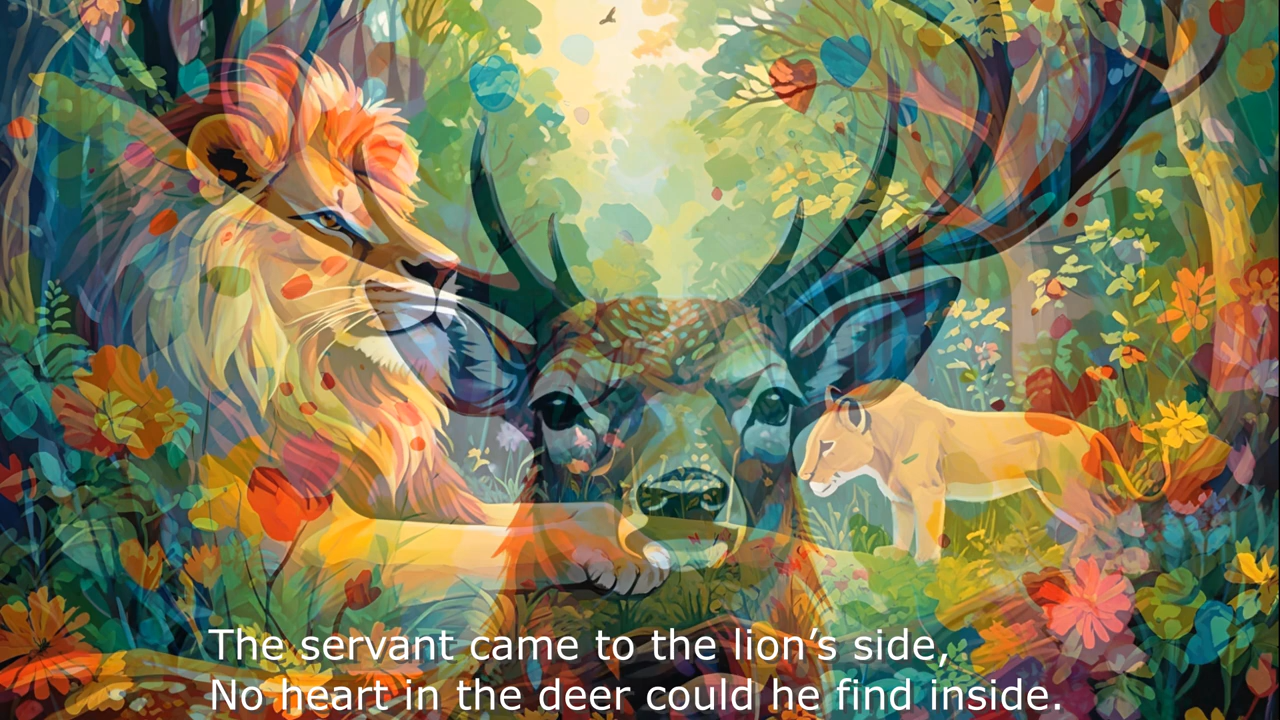 The servant came to the lion’s side,
No heart in the deer could he find inside.